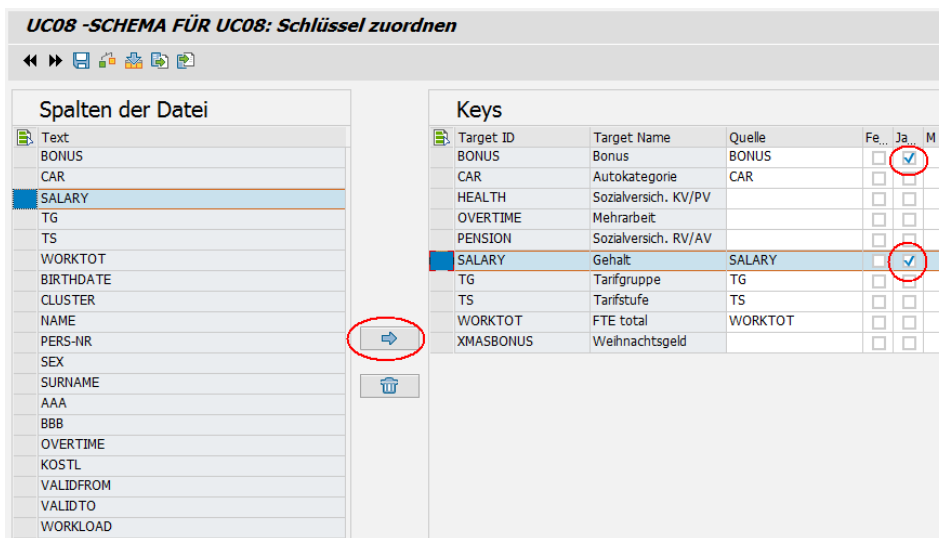 UC08 -SCHEMA FÜR UC08: Schlüssel zuordnen
Spalten der Datei
Text
BONUS
CAR
SALARY
TG
TS
WORKTOT
BIRTHDATE
CLUSTER
NAME
PERS-NR
SEX
SURNAME
AAA
BBB
OVERTIME
KOSTL
VALIDFROM
VALIDTO
WORKLOAD
Keys
Target ID Target Name Quelle Fe... Ja... M
BONUS Bonus BONUS
CAR Autokategorie CAR
HEALTH Sozialversich. KV/PV
OVERTIME Mehrarbeit
PENSION Sozialversich. RV/AV
SALARY Gehalt SALARY
TG Tarifgruppe TG
TS Tarifstufe TS
WORKTOT FTE total WORKTOT
XMASBONUS Weihnachtsgeld